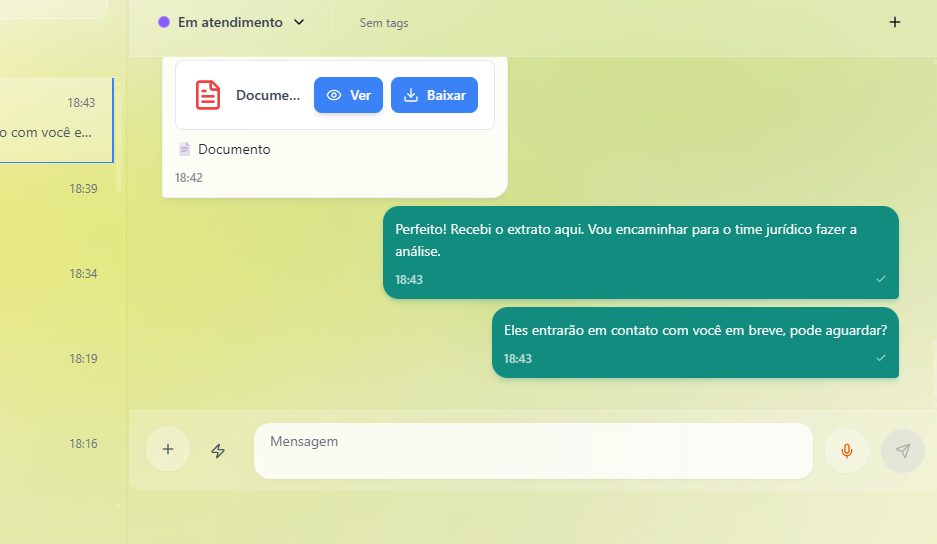 Em atendimento
Sem tags
18:43
o com você e...
18:39
18:34
18:19
18:16
Docume...
Ver
Baixar
Documento
18:42
Perfeito! Recebi o extrato aqui. Vou encaminhar para o time jurídico fazer a
análise.
18:43
Eles entrarão em contato com você em breve, pode aguardar?
18:43
Mensagem